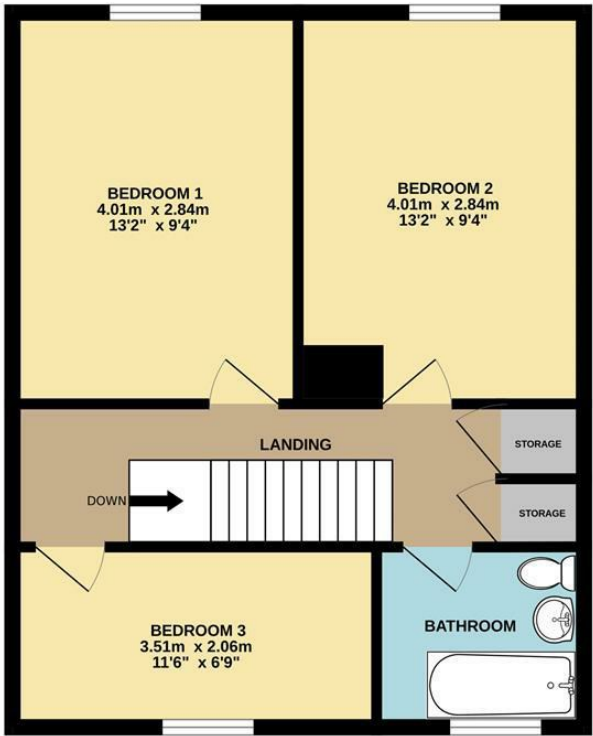 BEDROOM 1
4.01m x 2.84m
13'2" x 9'4"
BEDROOM 2
4.01m x 2.84m
13'2" x 9'4"
LANDING
STORAGE
DOWN
STORAGE
BEDROOM 3
3.51m x 2.06m
11'6" x 6'9"
BATHROOM